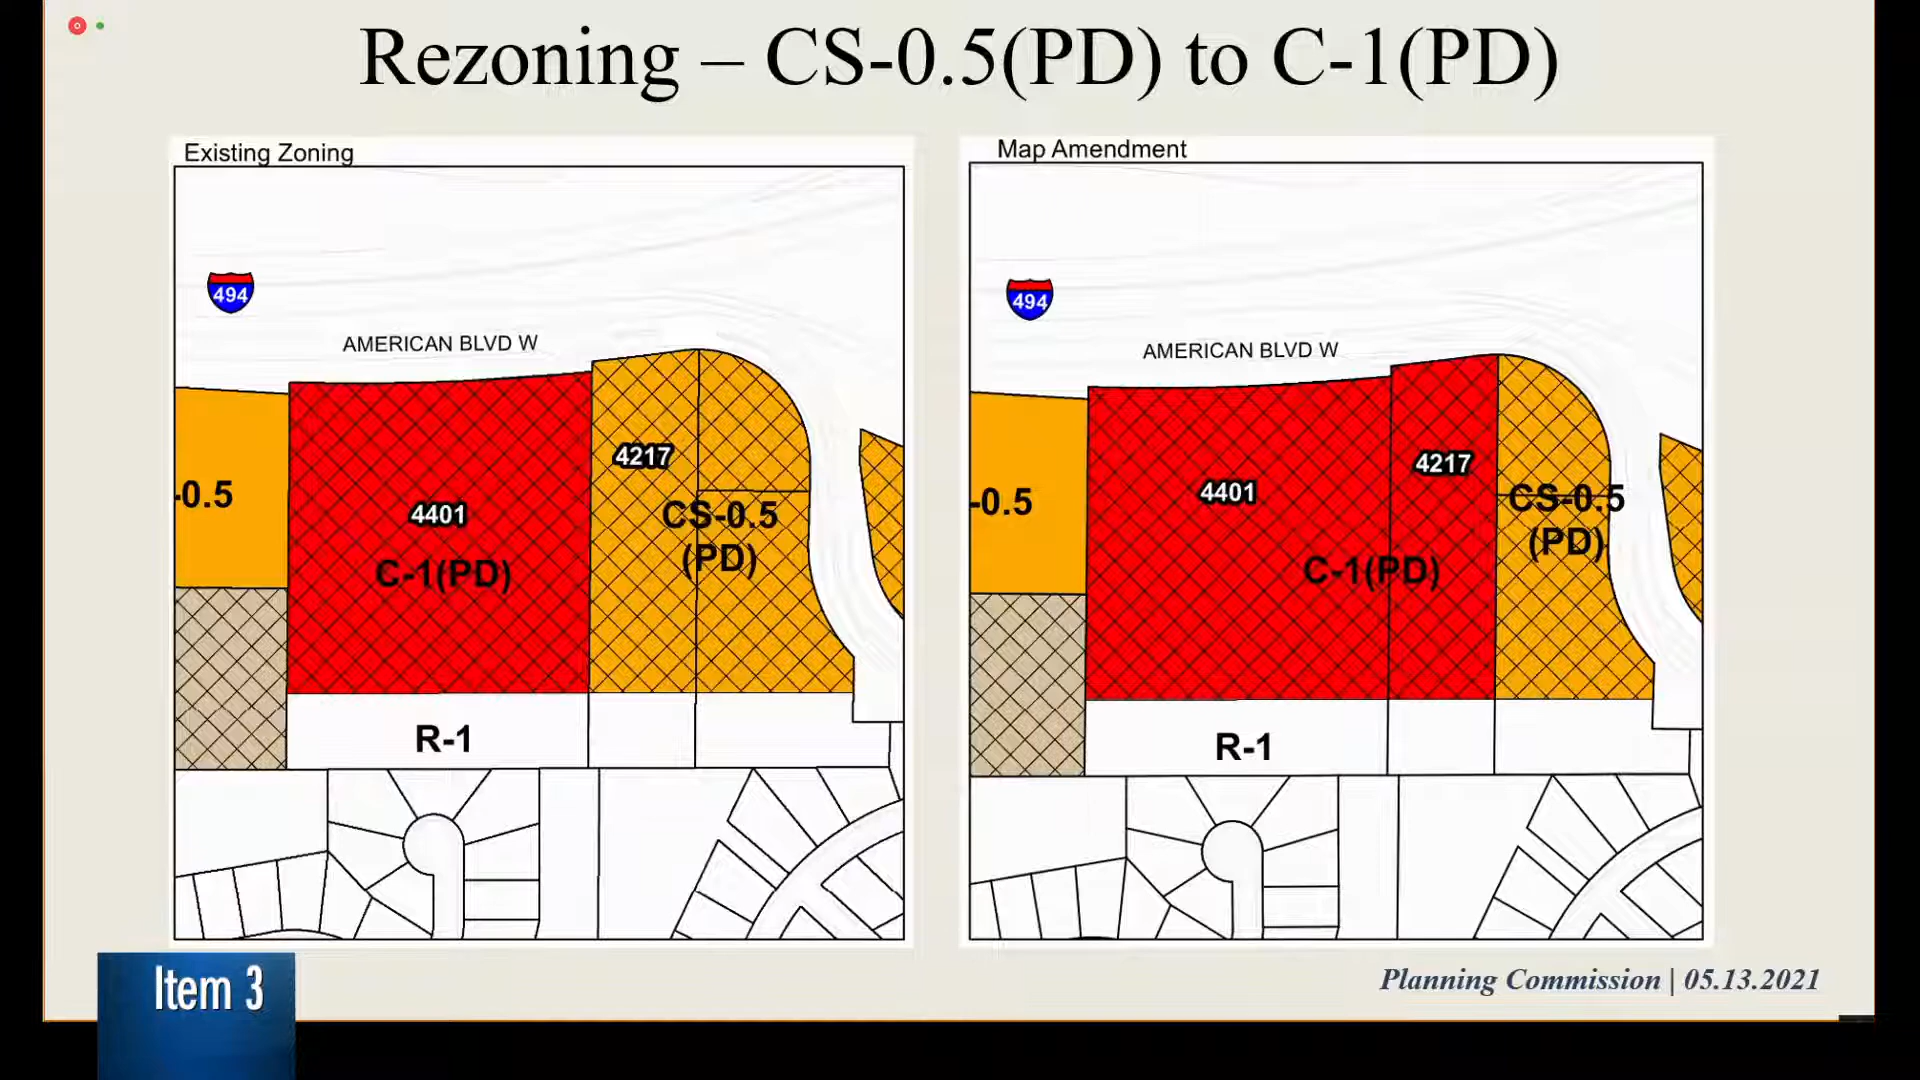 Rezoning – CS-0.5(PD) to C-1(PD)
Existing Zoning
494
AMERICAN BLVD W
-0.5
4217
4401
CS-0.5
(PD)
C-1(PD)
R-1
Map Amendment
494
AMERICAN BLVD W
-0.5
4401
4217
CS-0.5
(PD)
C-1(PD)
R-1
Item 3
Planning Commission | 05.13.2021